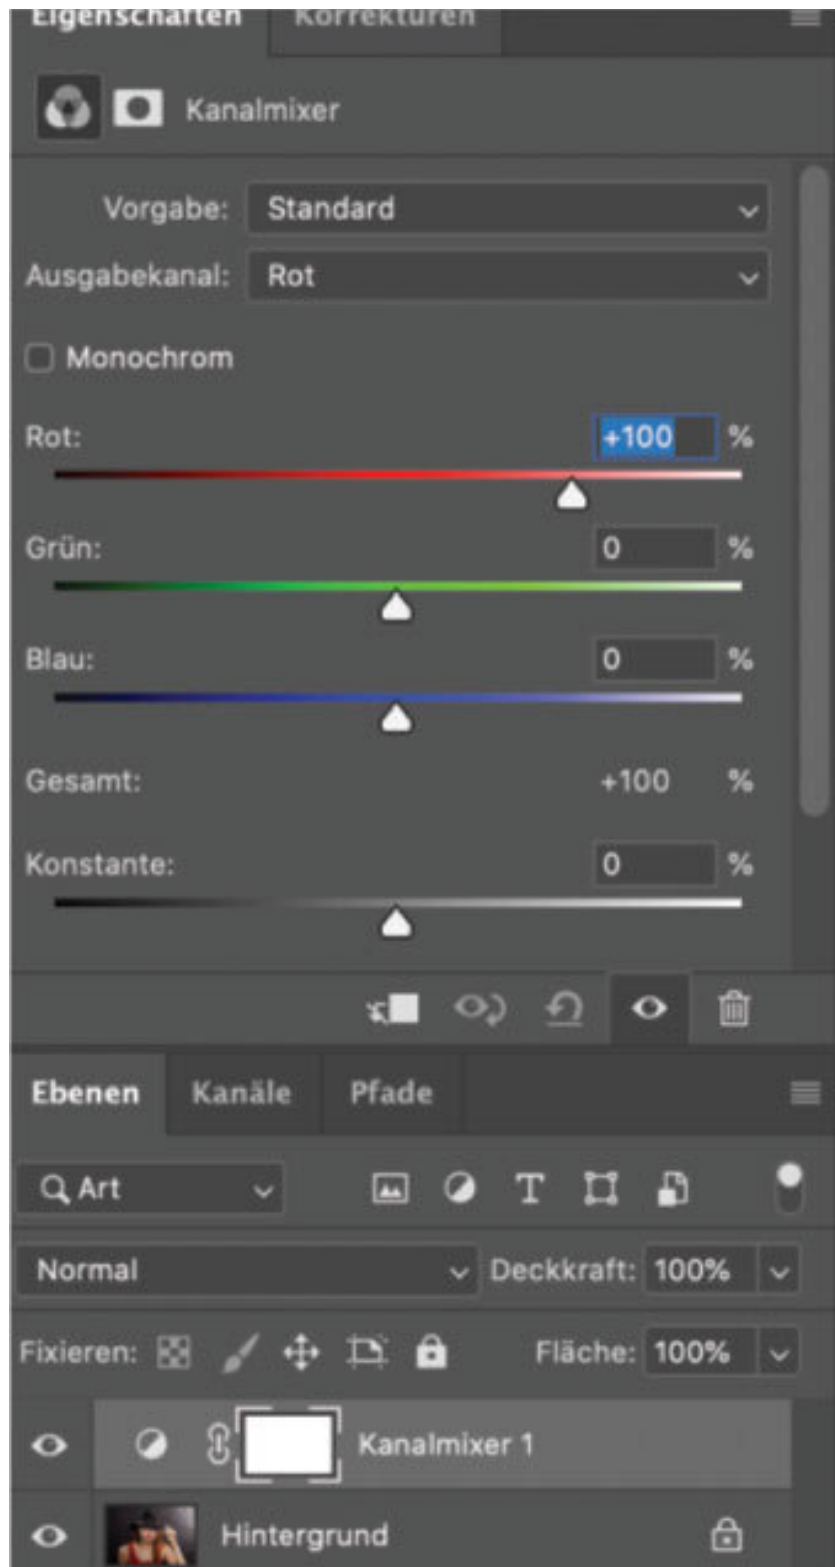 Eigenschaften Korrekturen
Kanalmixer
Vorgabe: Standard
Ausgabekanal: Rot
Monochrom
Rot: +100 %
Grün: 0 %
Blau: 0 %
Gesamt: +100 %
Konstante: 0 %
Ebenen Kanäle Pfade
Art
Normal Deckkraft: 100%
Fixieren: Fläche: 100%
Kanalmixer 1
Hintergrund